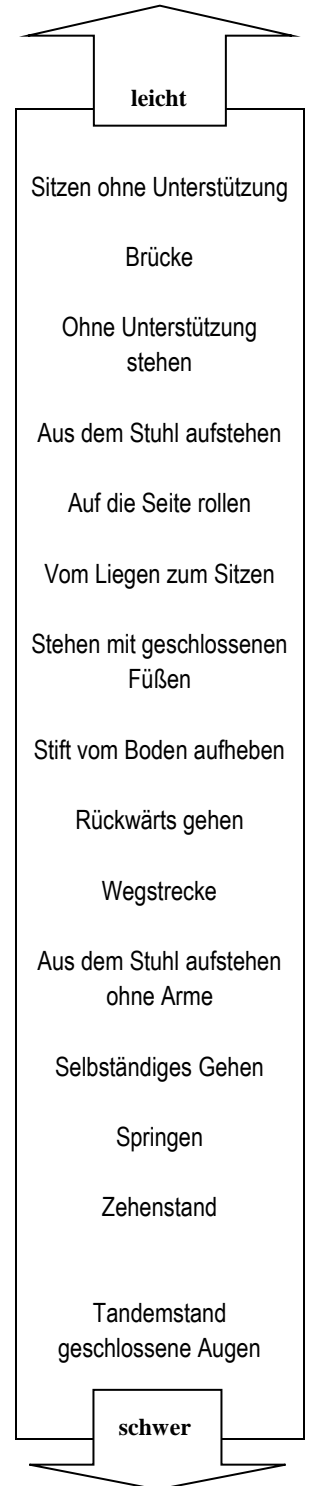 leicht
Sitzen ohne Unterstützung
Brücke
Ohne Unterstützung
stehen
Aus dem Stuhl aufstehen
Auf die Seite rollen
Vom Liegen zum Sitzen
Stehen mit geschlossenen
Füßen
Stift vom Boden aufheben
Rückwärts gehen
Wegstrecke
Aus dem Stuhl aufstehen
ohne Arme
Selbständiges Gehen
Springen
Zehenstand
Tandemstand
geschlossene Augen
schwer